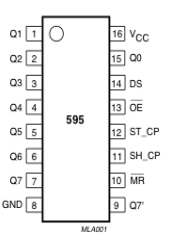 Q1 1 16 VCC
Q2 2 15 Q0
Q3 3 14 DS
Q4 4 13 OE
Q5 5 595 12 ST_CP
Q6 6 11 SH_CP
Q7 7 10 MR
GND 8 9 Q7'
MLA001